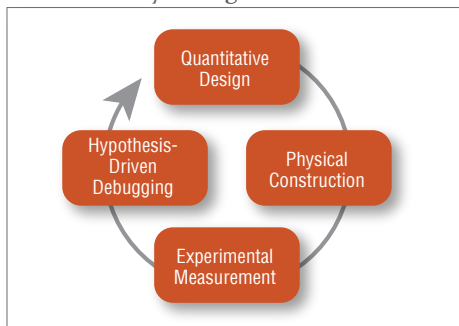 Quantitative
Design
Physical
Construction
Experimental
Measurement
Hypothesis-
Driven
Debugging